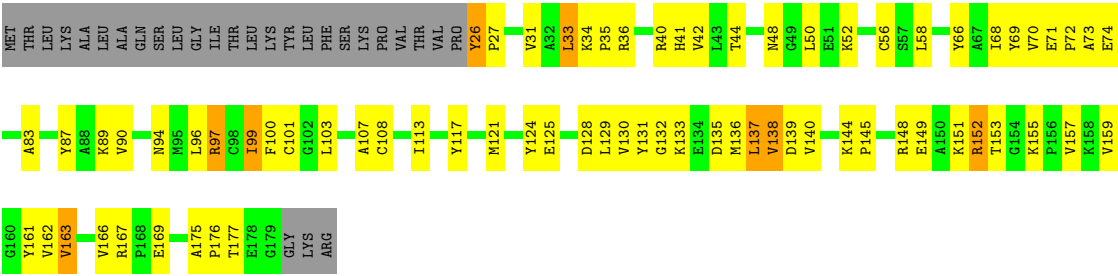 MET THR LEU LYS ALA LEU ALA GLN SER LEU GLY ILE THR LEU LYS TYR LEU PHE SER LYS PRO VAL THR VAL PRO Y26 P27 V31 A32 L33 K34 P35 R36 R40 H41 V42 L43 T44 N48 G49 L50 E51 K52 C56 S57 L58 Y66 A67 I68 Y69 V70 E71 P72 A73 E74
A83 Y87 A88 K89 V90 N94 M95 L96 R97 C98 I99 F100 C101 G102 L103 A107 C108 I113 Y117 M121 Y124 E125 D128 L129 V130 Y131 G132 K133 E134 D135 M136 L137 V138 D139 V140 K144 P145 R148 E149 A150 K151 R152 T153 G154 K155 P156 V157 K158 V159
G160 Y161 V162 V163 V166 R167 P168 E169 A175 P176 T177 E178 G179 GLY LYS ARG